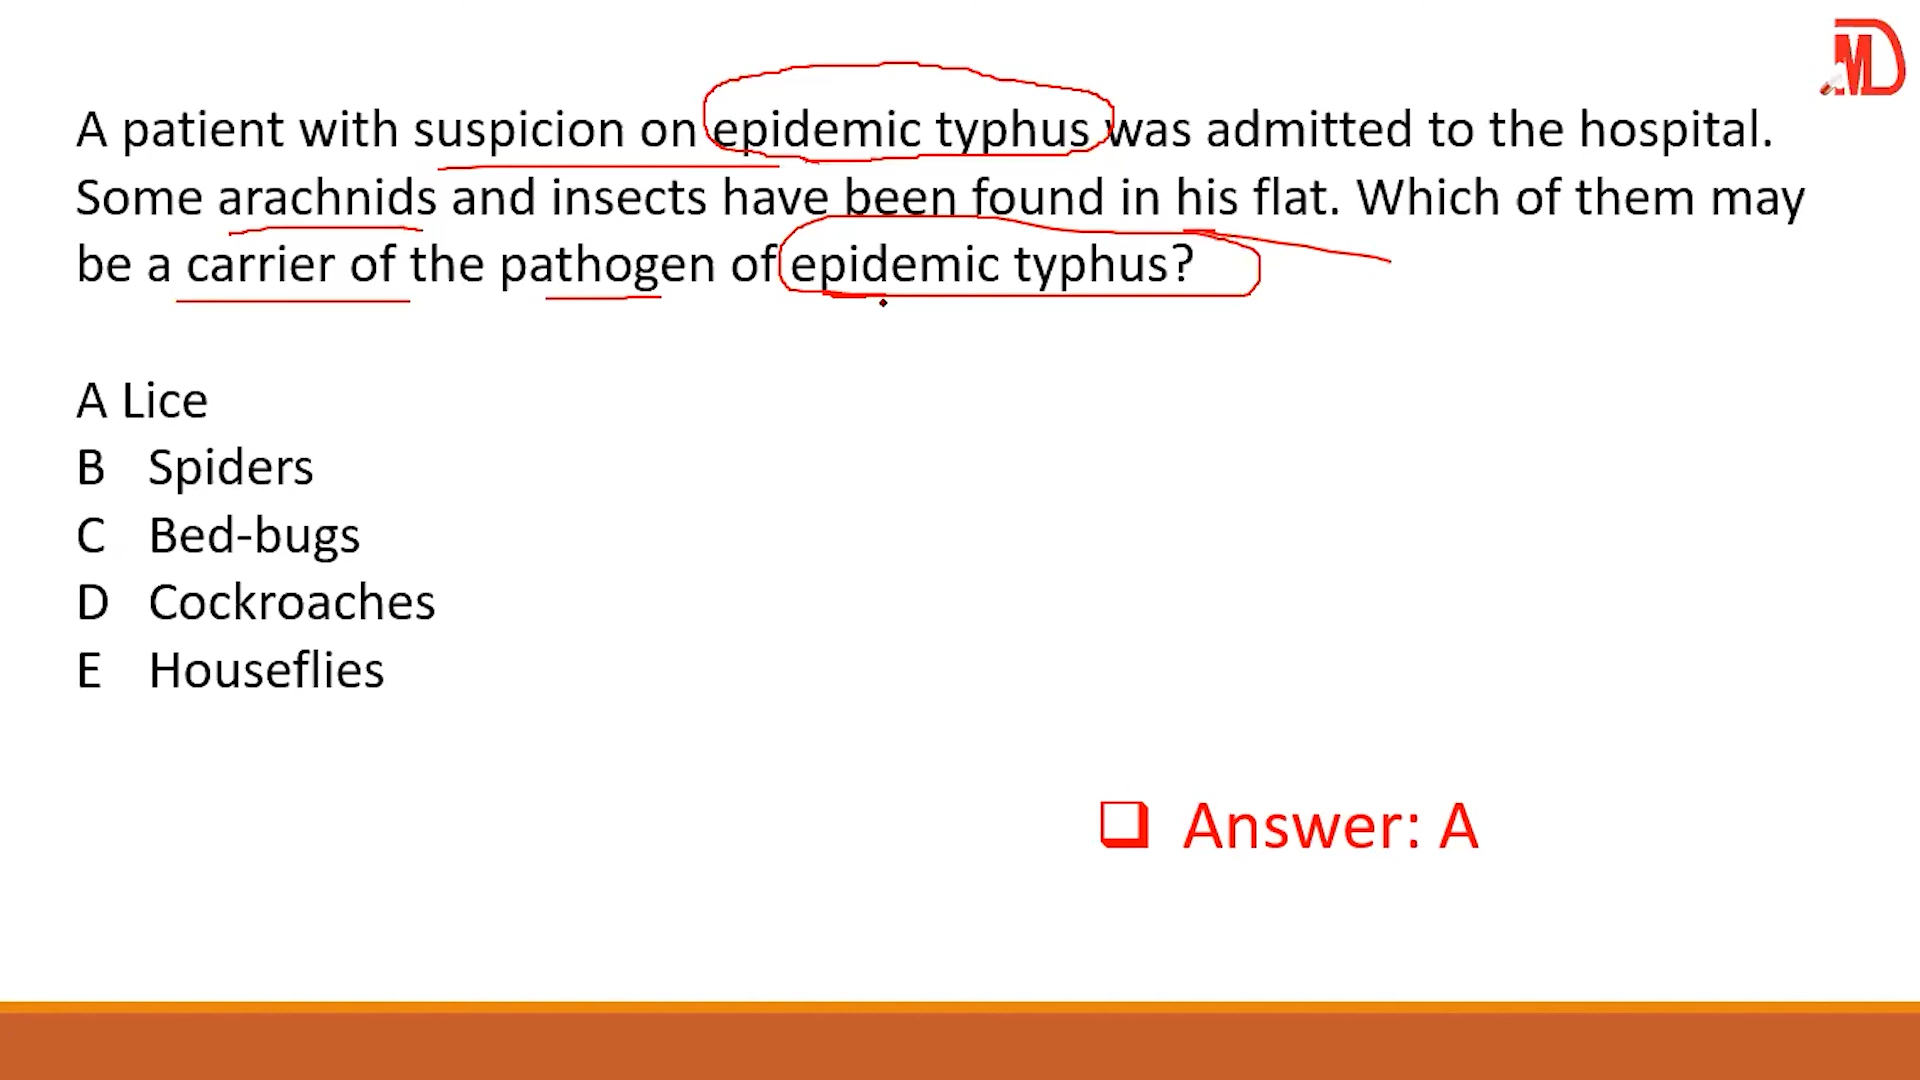 MD
A patient with suspicion on epidemic typhus was admitted to the hospital.
Some arachnids and insects have been found in his flat. Which of them may
be a carrier of the pathogen of epidemic typhus?
A Lice
B Spiders
C Bed-bugs
D Cockroaches
E Houseflies
❑ Answer: A